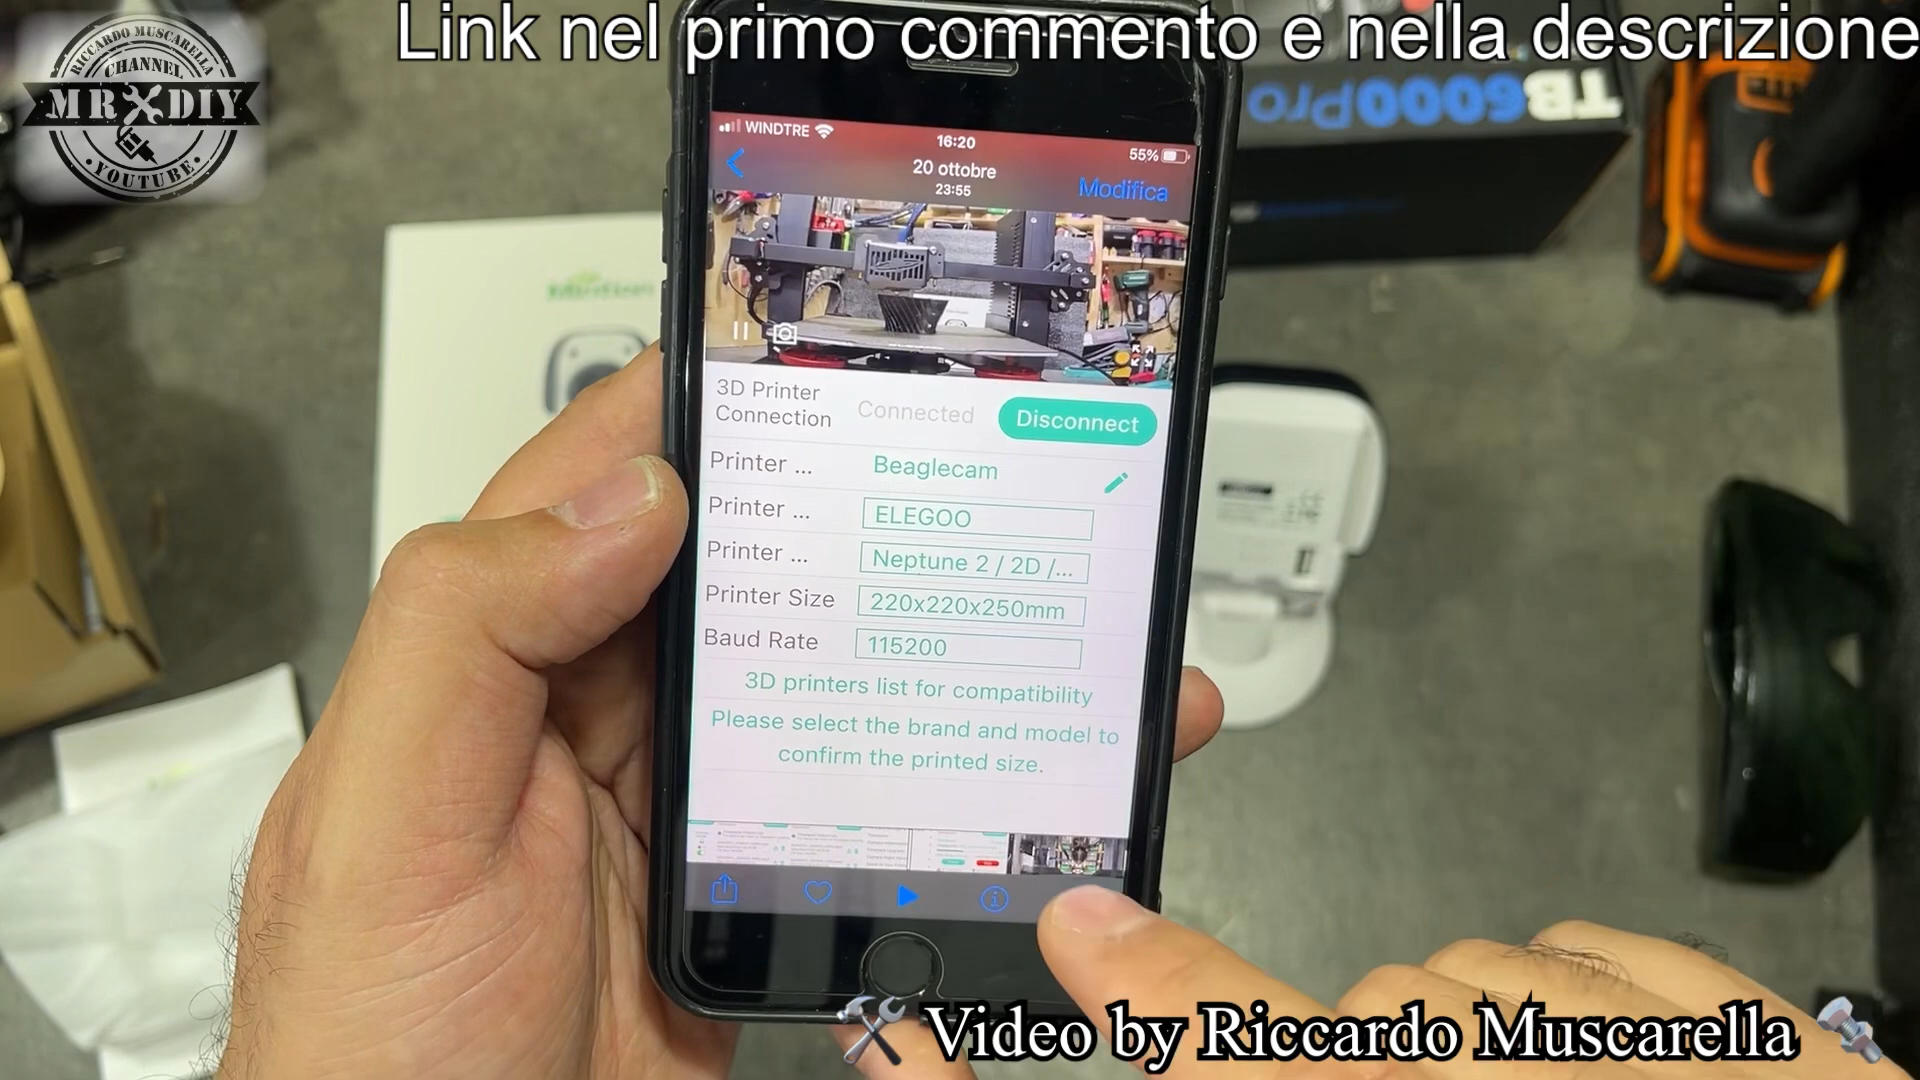 Link nel primo commento e nella descrizione
RICCARDO MUSCARELLA
CHANNEL
MR DIY
YOUTUBE
TB6000Pro
Mintion
WINDTRE
16:20
55%
20 ottobre
23:55
Modifica
3D Printer
Connection
Connected
Disconnect
Printer ...
Beaglecam
Printer ...
ELEGOO
Printer ...
Neptune 2 / 2D /...
Printer Size
220x220x250mm
Baud Rate
115200
3D printers list for compatibility
Please select the brand and model to
confirm the printed size.
Video by Riccardo Muscarella